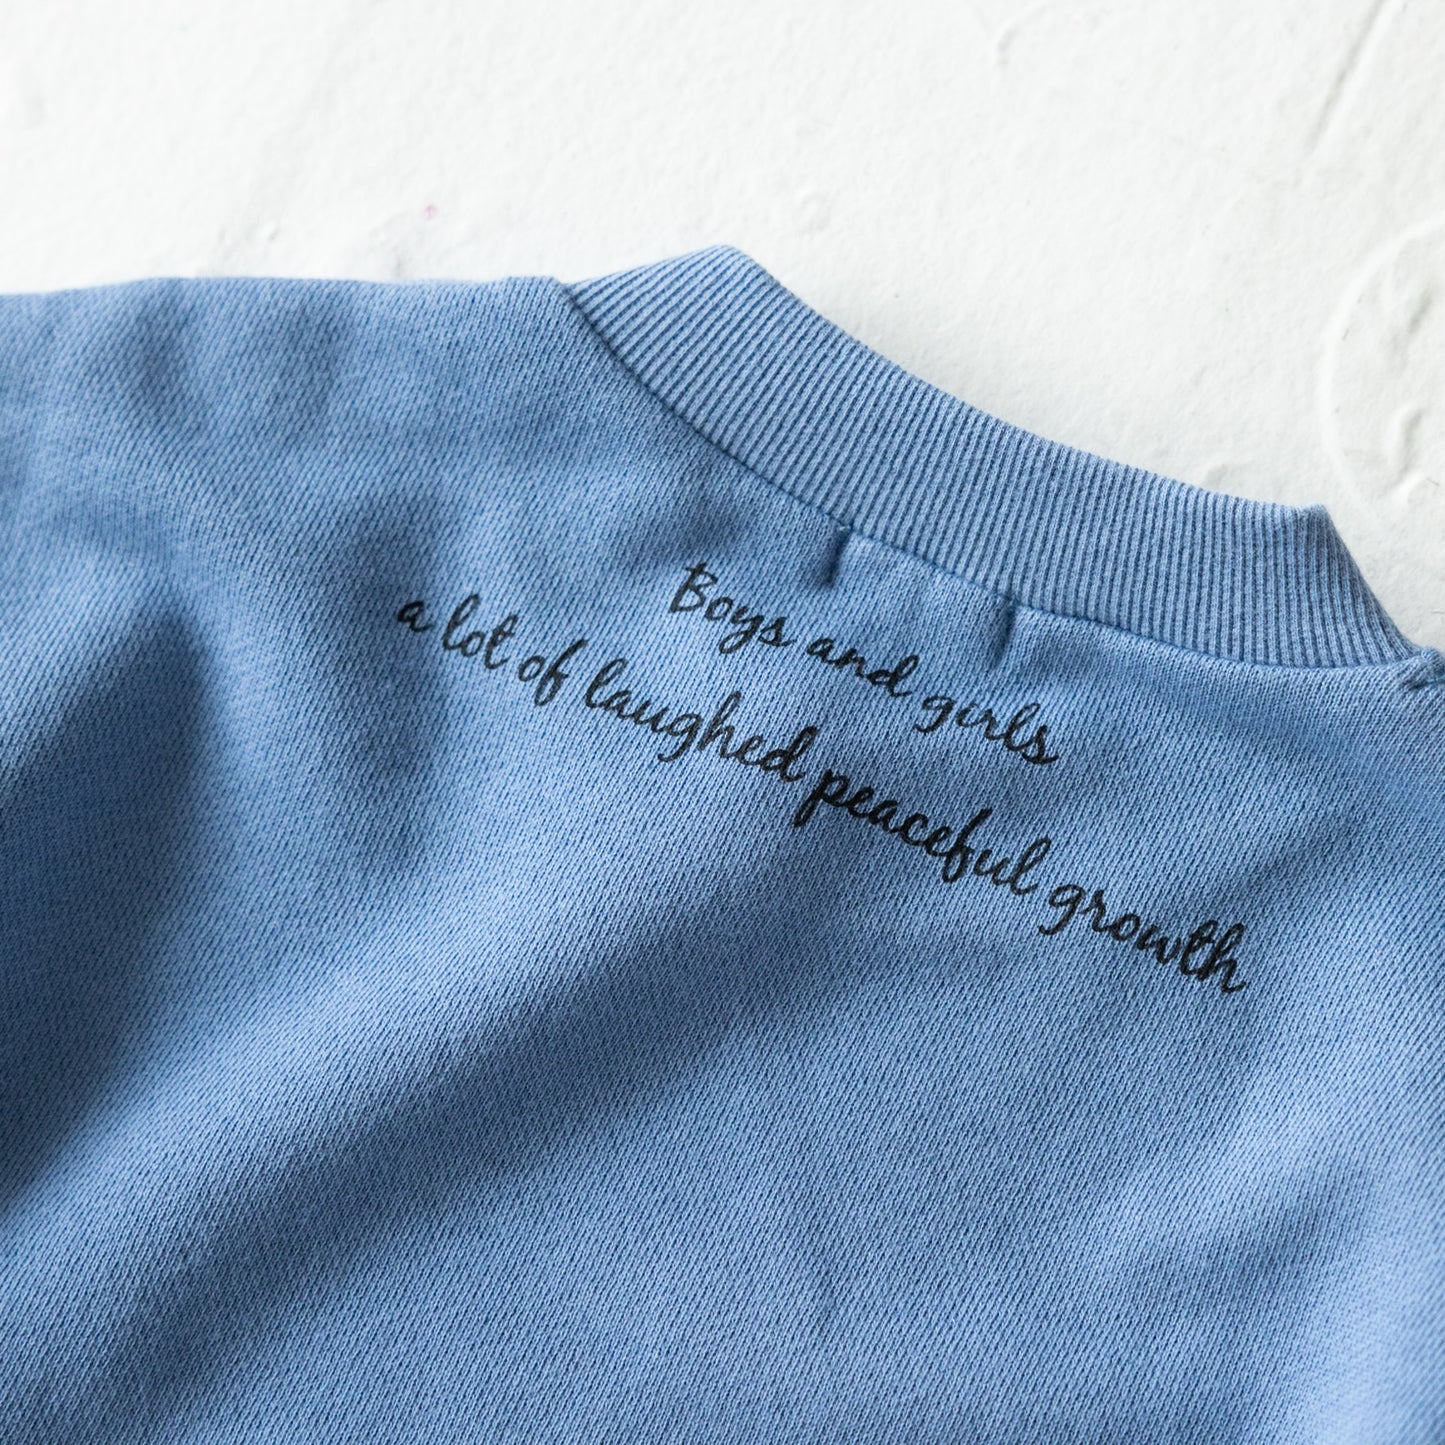 Boys and girls
a lot of laughed peaceful growth